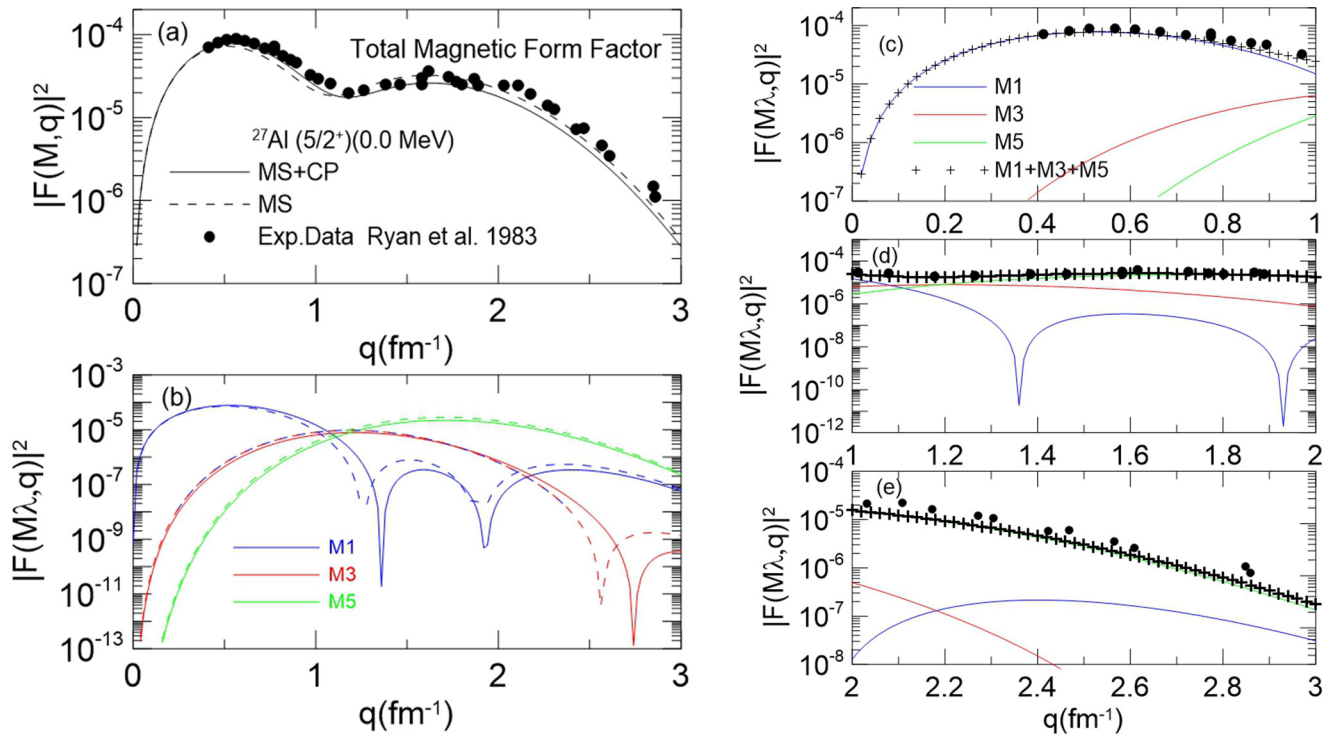 (a)
Total Magnetic Form Factor
|F(M,q)|²
10⁻⁴
10⁻⁵
10⁻⁶
10⁻⁷
²⁷Al (5/2⁺)(0.0 MeV)
MS+CP
MS
Exp.Data Ryan et al. 1983
0 1 2 3
q(fm⁻¹)
(b)
|F(Mλ,q)|²
10⁻³
10⁻⁵
10⁻⁷
10⁻⁹
10⁻¹¹
10⁻¹³
M1
M3
M5
0 1 2 3
q(fm⁻¹)
(c)
|F(Mλ,q)|²
10⁻³
10⁻⁴
10⁻⁵
10⁻⁶
10⁻⁷
M1
M3
M5
M1+M3+M5
0 0.2 0.4 0.6 0.8 1
(d)
|F(Mλ,q)|²
10⁻⁴
10⁻⁶
10⁻⁸
10⁻¹⁰
10⁻¹²
1 1.2 1.4 1.6 1.8 2
(e)
|F(Mλ,q)|²
10⁻⁴
10⁻⁵
10⁻⁶
10⁻⁷
10⁻⁸
2 2.2 2.4 2.6 2.8 3
q(fm⁻¹)